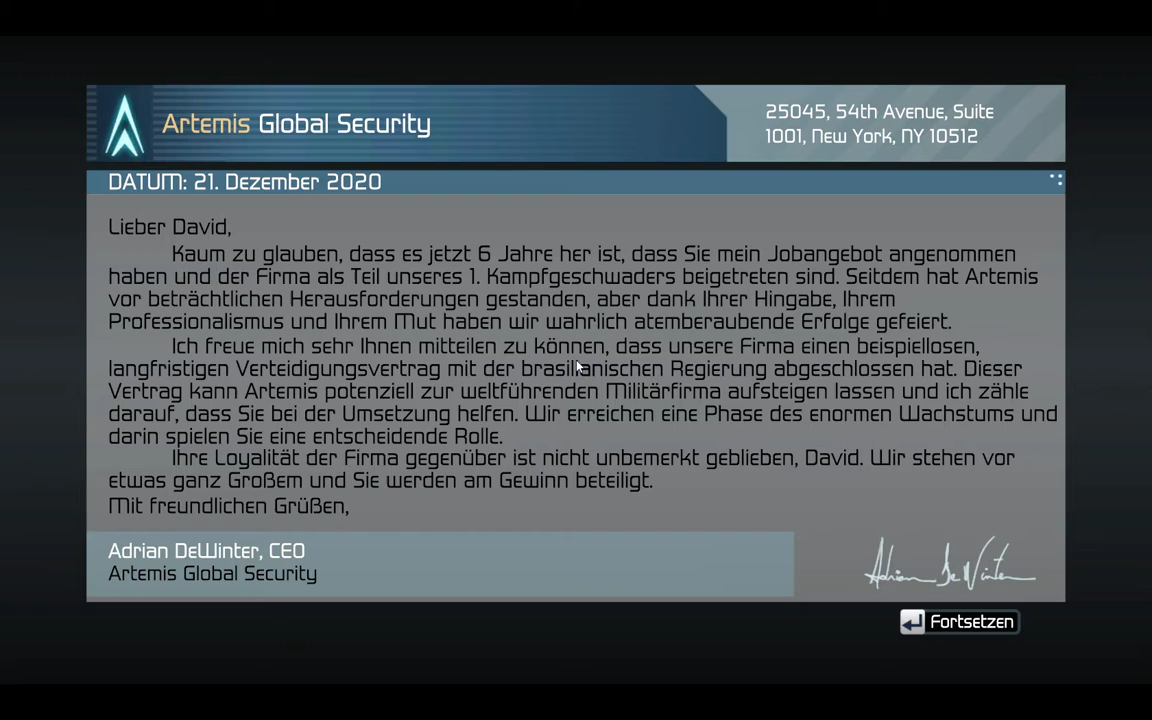 Artemis Global Security
25045, 54th Avenue, Suite
1001, New York, NY 10512
DATUM: 21. Dezember 2020
Lieber David,
Kaum zu glauben, dass es jetzt 6 Jahre her ist, dass Sie mein Jobangebot angenommen
haben und der Firma als Teil unseres 1. Kampfgeschwaders beigetreten sind. Seitdem hat Artemis
vor beträchtlichen Herausforderungen gestanden, aber dank Ihrer Hingabe, Ihrem
Professionalismus und Ihrem Mut haben wir wahrlich atemberaubende Erfolge gefeiert.
Ich freue mich sehr Ihnen mitteilen zu können, dass unsere Firma einen beispiellosen,
langfristigen Verteidigungsvertrag mit der brasilianischen Regierung abgeschlossen hat. Dieser
Vertrag kann Artemis potenziell zur weltführenden Militärfirma aufsteigen lassen und ich zähle
darauf, dass Sie bei der Umsetzung helfen. Wir erreichen eine Phase des enormen Wachstums und
darin spielen Sie eine entscheidende Rolle.
Ihre Loyalität der Firma gegenüber ist nicht unbemerkt geblieben, David. Wir stehen vor
etwas ganz Großem und Sie werden am Gewinn beteiligt.
Mit freundlichen Grüßen,
Adrian DeWinter, CEO
Artemis Global Security
Adrian DeWinter
Fortsetzen